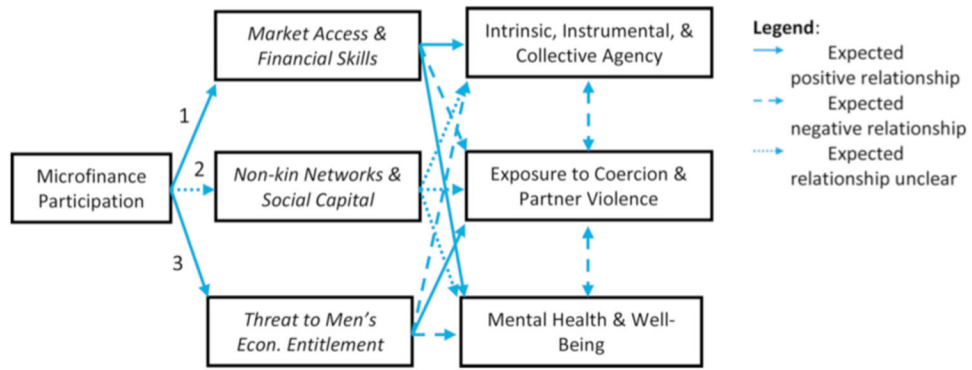 Market Access &
Financial Skills
Intrinsic, Instrumental, &
Collective Agency
Legend:
Expected
positive relationship
Expected
negative relationship
Expected
relationship unclear
1
2
3
Microfinance
Participation
Non-kin Networks &
Social Capital
Exposure to Coercion &
Partner Violence
Threat to Men's
Econ. Entitlement
Mental Health & Well-
Being